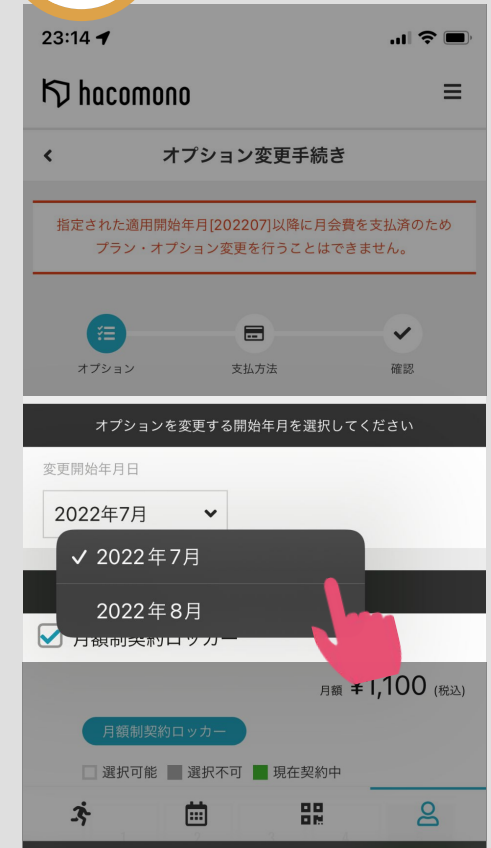 23:14
hacomono
オプション変更手続き
指定された適用開始年月[202207]以降に月会費を支払済のため
プラン・オプション変更を行うことはできません。
オプション
支払方法
確認
オプションを変更する開始年月を選択してください
変更開始年月日
2022年7月
2022年7月
2022年8月
月額制契約ロッカー
月額 ¥1,100 (税込)
月額制契約ロッカー
選択可能 選択不可 現在契約中